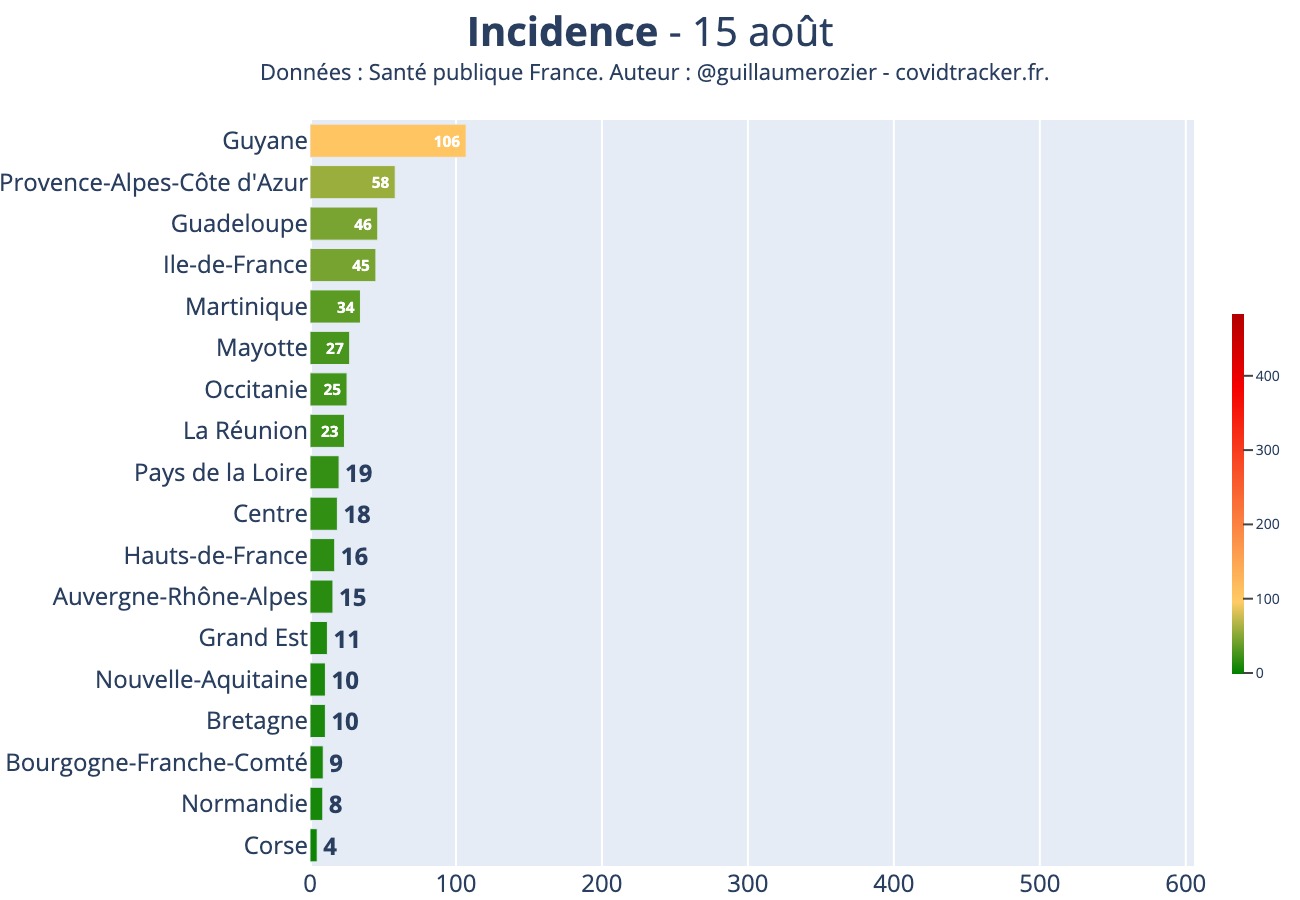 Incidence - 15 août
Données : Santé publique France. Auteur : @guillaumerozier - covidtracker.fr.
Guyane 106
Provence-Alpes-Côte d'Azur 58
Guadeloupe 46
Ile-de-France 45
Martinique 34
Mayotte 27
Occitanie 25
La Réunion 23
Pays de la Loire 19
Centre 18
Hauts-de-France 16
Auvergne-Rhône-Alpes 15
Grand Est 11
Nouvelle-Aquitaine 10
Bretagne 10
Bourgogne-Franche-Comté 9
Normandie 8
Corse 4
0 100 200 300 400 500 600
400
300
200
100
0